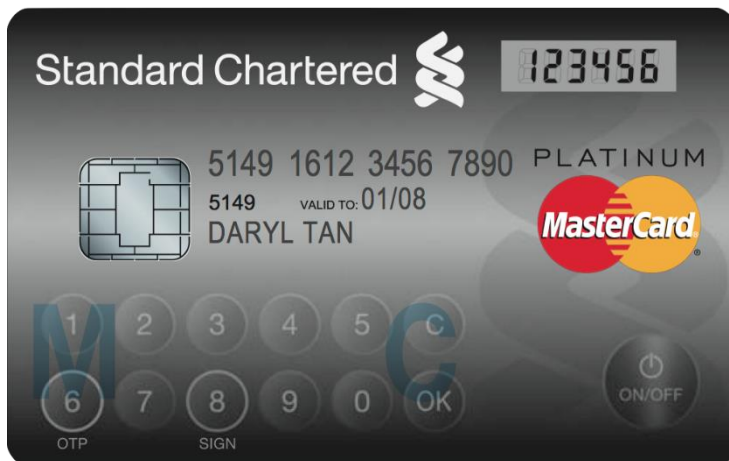 Standard Chartered
123456
5149 1612 3456 7890
PLATINUM
5149 VALID TO: 01/08
DARYL TAN
MasterCard
M C
1 2 3 4 5 C
6 7 8 9 0 OK
OTP SIGN
ON/OFF